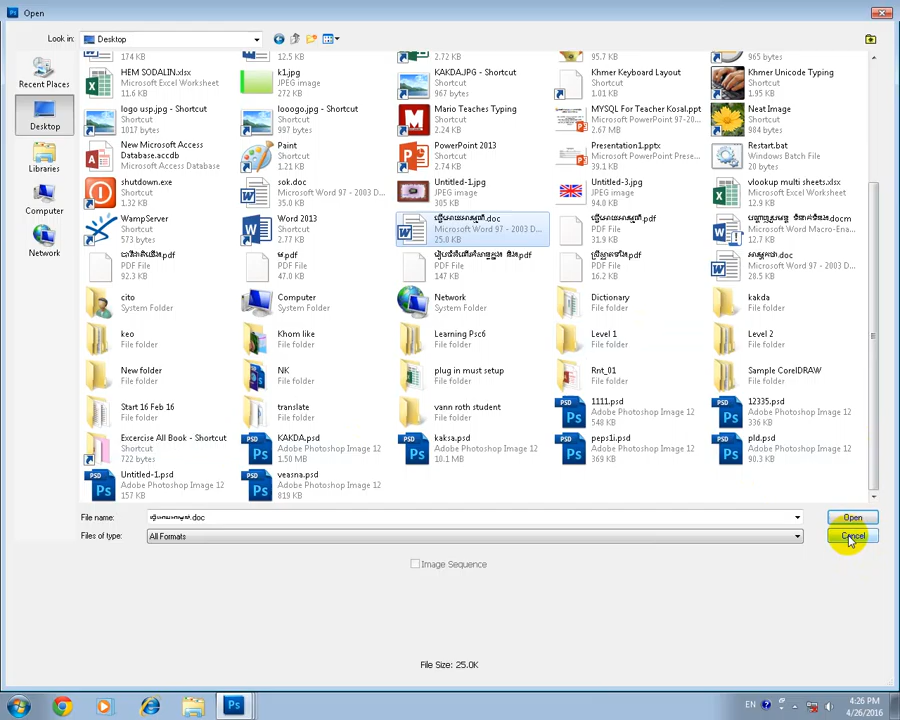 Open
Look in:
Desktop
174 KB
12.5 KB
2.72 KB
95.7 KB
965 bytes
HEM SODALIN.xlsx
Microsoft Excel Worksheet
11.6 KB
k1.jpg
JPEG image
272 KB
KAKDA.JPG - Shortcut
Shortcut
967 bytes
Khmer Keyboard Layout
Shortcut
1.01 KB
Khmer Unicode Typing
Shortcut
1.95 KB
logo usp.jpg - Shortcut
Shortcut
1017 bytes
looogo.jpg - Shortcut
Shortcut
997 bytes
Mario Teaches Typing
Shortcut
2.24 KB
MYSQL For Teacher Kosal.ppt
Microsoft PowerPoint 97-20...
2.67 MB
Neat Image
Shortcut
984 bytes
New Microsoft Access
Database.accdb
Microsoft Access Database
Paint
Shortcut
1.21 KB
PowerPoint 2013
Shortcut
2.63 KB
Presentation1.pptx
Microsoft PowerPoint Prese...
39.1 KB
Restart.bat
Windows Batch File
20 bytes
shutdown.exe
Shortcut
1.32 KB
sok.doc
Microsoft Word 97 - 2003 D...
35.0 KB
Untitled-1.jpg
JPEG image
305 KB
Untitled-3.jpg
JPEG image
94.0 KB
vlookup multi sheets.xlsx
Microsoft Excel Worksheet
12.9 KB
WampServer
Shortcut
573 bytes
Word 2013
Shortcut
2.77 KB
.doc
Microsoft Word 97 - 2003 D...
25.0 KB
.pdf
PDF File
31.9 KB
.docm
Microsoft Word Macro-Ena...
12.7 KB
.pdf
PDF File
92.3 KB
.pdf
PDF File
47.0 KB
.pdf
PDF File
147 KB
.pdf
PDF File
16.2 KB
.doc
Microsoft Word 97 - 2003 D...
28.5 KB
cito
System Folder
Computer
System Folder
Network
System Folder
Dictionary
File folder
kakda
File folder
keo
File folder
Khom like
File folder
Learning Psc6
File folder
Level 1
File folder
Level 2
File folder
New folder
File folder
NK
File folder
plug in must setup
File folder
Rnt_01
File folder
Sample CorelDRAW
File folder
Start 16 Feb 16
File folder
translate
File folder
vann roth student
File folder
1111.psd
Adobe Photoshop Image 12
548 KB
12335.psd
Adobe Photoshop Image 12
336 KB
Excercise All Book - Shortcut
Shortcut
722 bytes
KAKDA.psd
Adobe Photoshop Image 12
1.50 MB
kaksa.psd
Adobe Photoshop Image 12
10.1 MB
peps1i.psd
Adobe Photoshop Image 12
369 KB
pld.psd
Adobe Photoshop Image 12
90.3 KB
Untitled-1.psd
Adobe Photoshop Image 12
157 KB
veasna.psd
Adobe Photoshop Image 12
819 KB
Recent Places
Desktop
Libraries
Computer
Network
File name:
.doc
Open
Files of type:
All Formats
Cancel
Image Sequence
File Size: 25.0K
EN
4:26 PM
4/26/2016